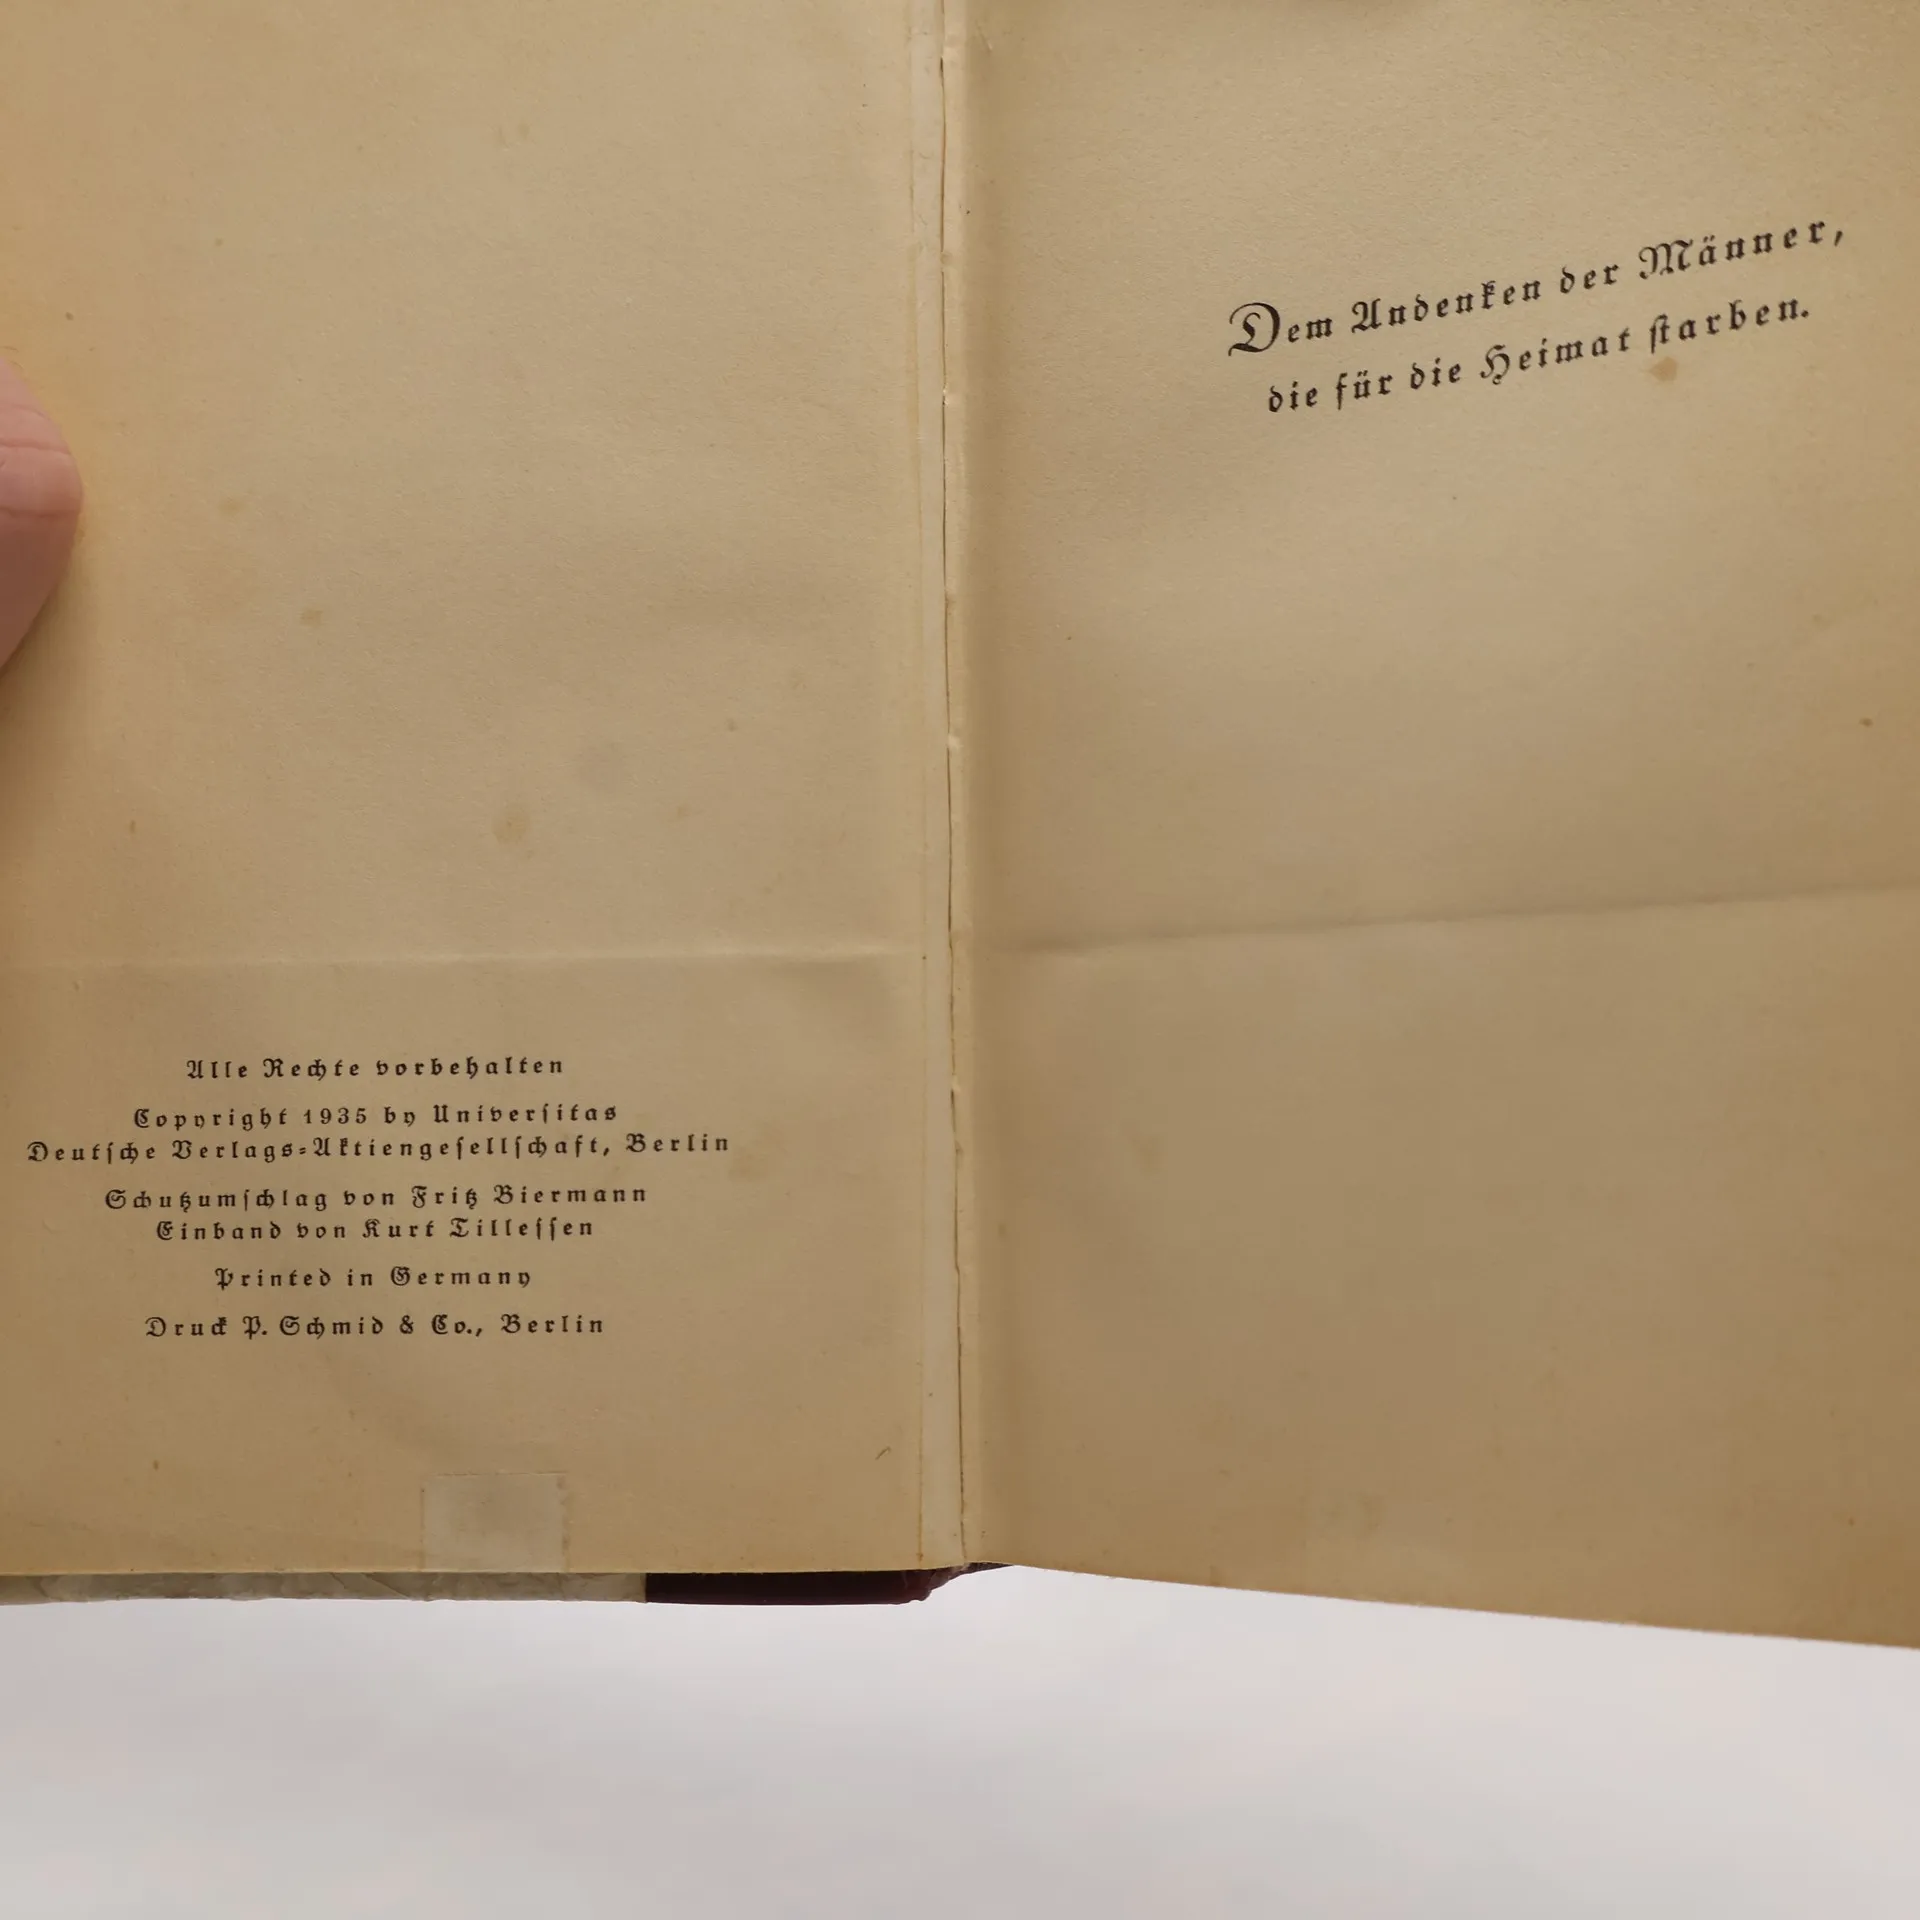 Alle Rechte vorbehalten
Copyright 1935 by Universitas
Deutsche Verlags-Aktiengesellschaft, Berlin
Schutzumschlag von Fritz Biermann
Einband von Kurt Tillessen
Printed in Germany
Druck P. Schmid & Co., Berlin
Dem Andenken der Männer,
die für die Heimat starben.